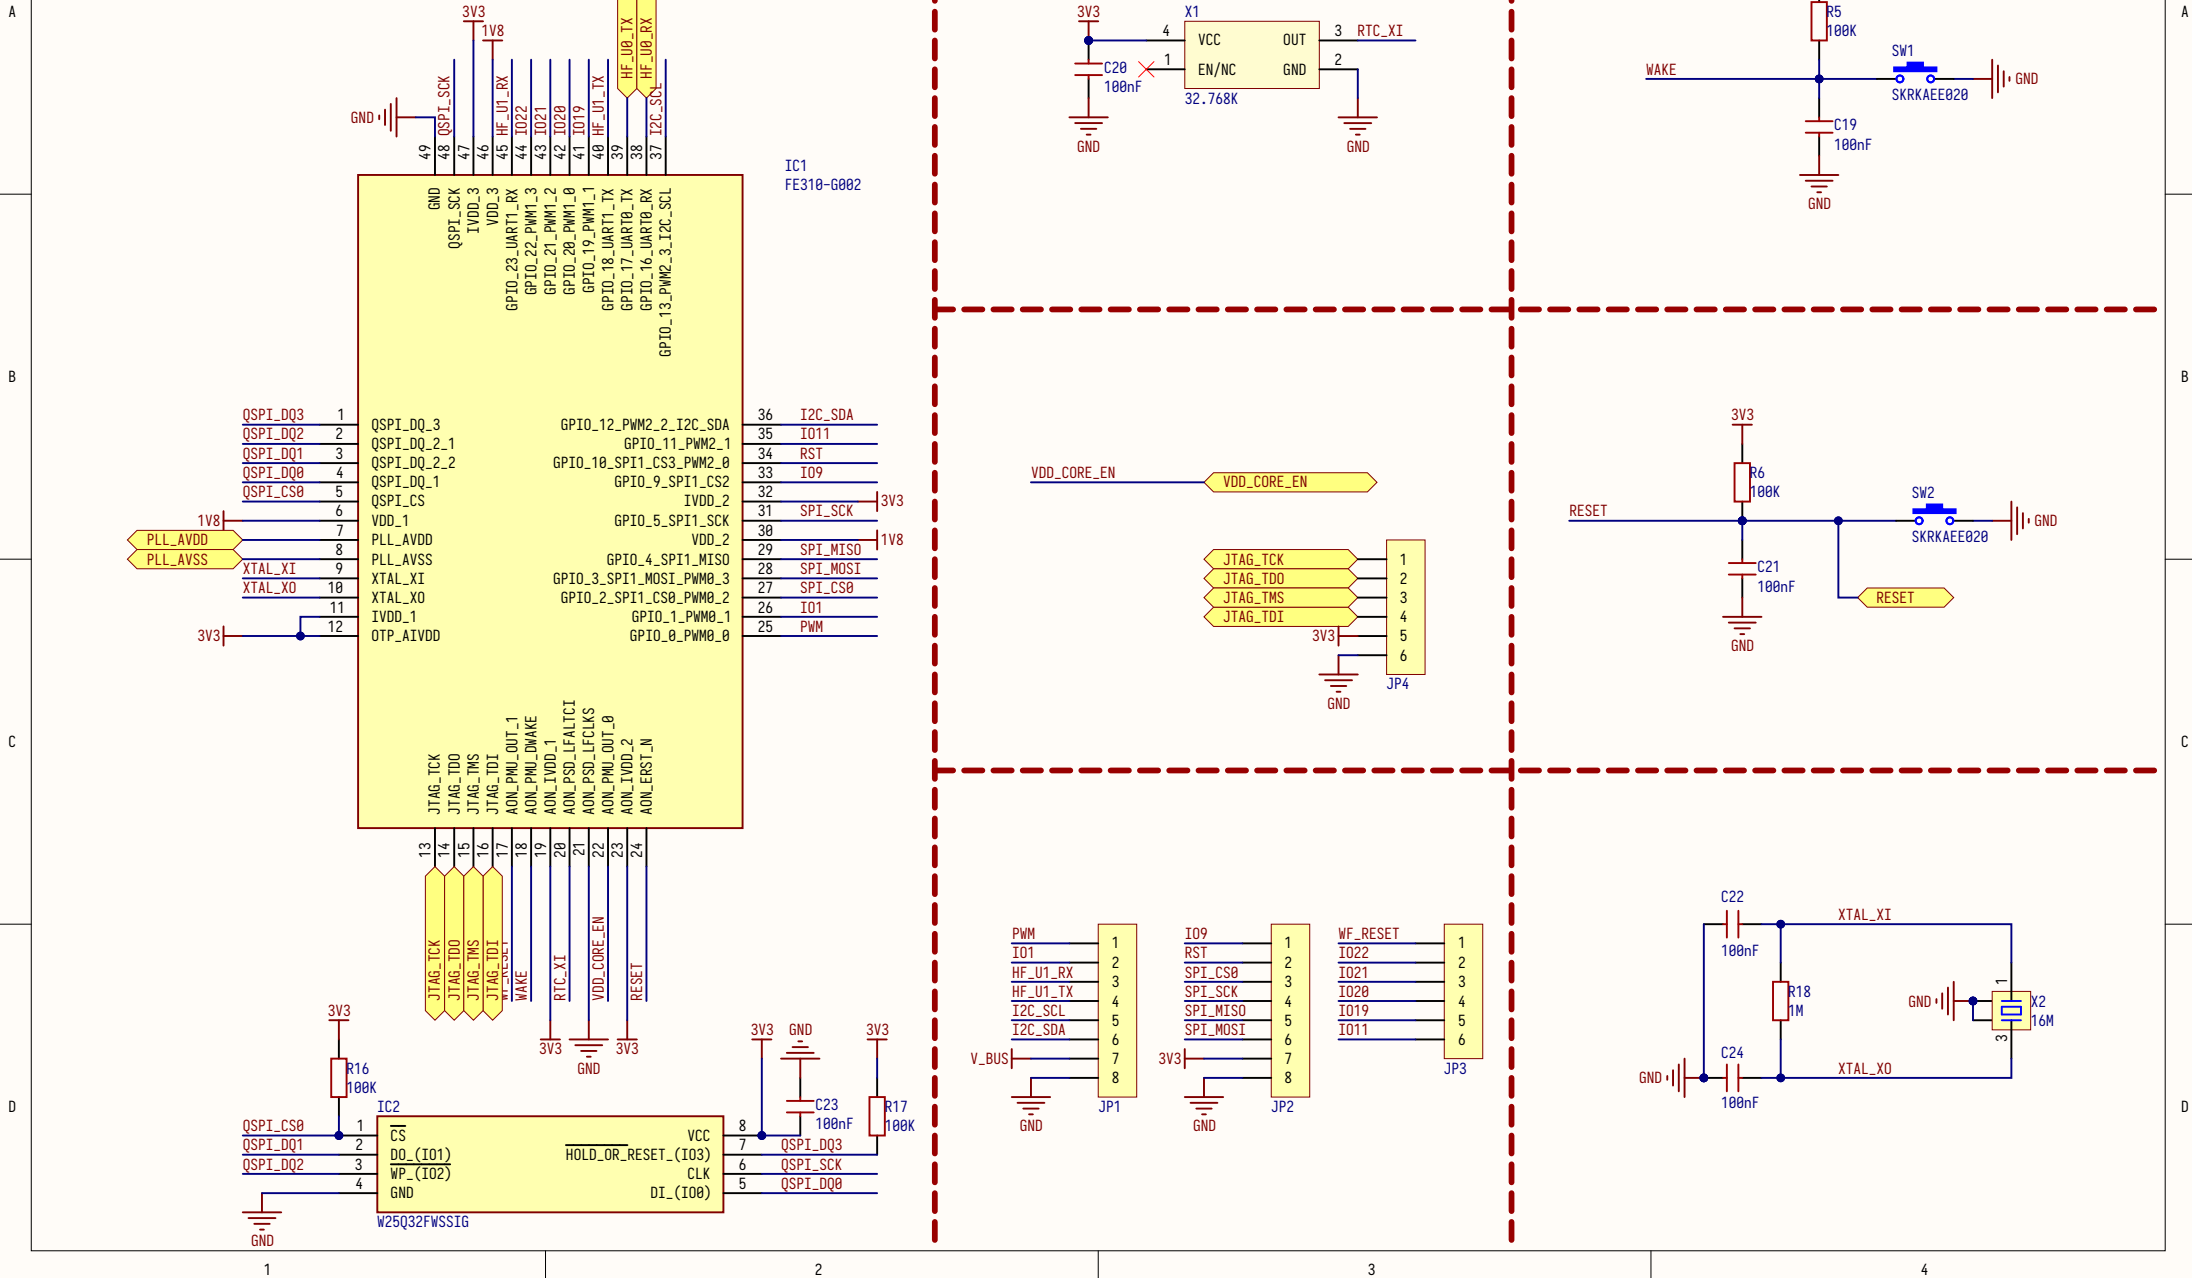 A
A
3V3
1V8
HF_U0_TX
HF_U0_RX
QSPI_SCK
HF_U1_RX
IO22
IO21
IO20
IO19
HF_U1_TX
I2C_SCL
GND
49
48
47
46
45
44
43
42
41
40
39
38
37
IC1
FE310-G002
GND
QSPI_SCK
IVDD_3
VDD_3
GPIO_23_UART1_RX
GPIO_22_PWM1_3
GPIO_21_PWM1_2
GPIO_20_PWM1_0
GPIO_19_PWM1_1
GPIO_18_UART1_TX
GPIO_17_UART0_TX
GPIO_16_UART0_RX
GPIO_13_PWM2_3_I2C_SCL
3V3
X1
4 VCC OUT 3 RTC_XI
1 EN/NC GND 2
C20
100nF
32.768K
GND
GND
R5
100K
WAKE
SW1
SKRKAEE020
GND
C19
100nF
GND
B
B
QSPI_DQ3 1 QSPI_DQ_3
QSPI_DQ2 2 QSPI_DQ_2_1
QSPI_DQ1 3 QSPI_DQ_2_2
QSPI_DQ0 4 QSPI_DQ_1
QSPI_CS0 5 QSPI_CS
1V8 6 VDD_1
PLL_AVDD 7 PLL_AVDD
PLL_AVSS 8 PLL_AVSS
XTAL_XI 9 XTAL_XI
XTAL_XO 10 XTAL_XO
11 IVDD_1
3V3 12 OTP_AIVDD
GPIO_12_PWM2_2_I2C_SDA 36 I2C_SDA
GPIO_11_PWM2_1 35 IO11
GPIO_10_SPI1_CS3_PWM2_0 34 RST
GPIO_9_SPI1_CS2 33 IO9
IVDD_2 32 3V3
GPIO_5_SPI1_SCK 31 SPI_SCK
VDD_2 30 1V8
GPIO_4_SPI1_MISO 29 SPI_MISO
GPIO_3_SPI1_MOSI_PWM0_3 28 SPI_MOSI
GPIO_2_SPI1_CS0_PWM0_2 27 SPI_CS0
GPIO_1_PWM0_1 26 IO1
GPIO_0_PWM0_0 25 PWM
VDD_CORE_EN VDD_CORE_EN
JTAG_TCK 1
JTAG_TDO 2
JTAG_TMS 3
JTAG_TDI 4
3V3 5
6
JP4
GND
3V3
R6
100K
RESET
SW2
SKRKAEE020
GND
C21
100nF
RESET
GND
C
C
JTAG_TCK
JTAG_TDO
JTAG_TMS
JTAG_TDI
AON_PMU_OUT_1
AON_PMU_DWAKE
AON_IVDD_1
AON_PSD_LFALTCI
AON_PSD_LFCLKS
AON_PMU_OUT_0
AON_IVDD_2
AON_ERST_N
13
14
15
16
17
18
19
20
21
22
23
24
JTAG_TCK
JTAG_TDO
JTAG_TMS
JTAG_TDI
WF_RESET
WAKE
RTC_XI
VDD_CORE_EN
RESET
3V3
GND
3V3
PWM 1
IO1 2
HF_U1_RX 3
HF_U1_TX 4
I2C_SCL 5
I2C_SDA 6
V_BUS 7
8
JP1
GND
IO9 1
RST 2
SPI_CS0 3
SPI_SCK 4
SPI_MISO 5
SPI_MOSI 6
3V3 7
8
JP2
GND
WF_RESET 1
IO22 2
IO21 3
IO20 4
IO19 5
IO11 6
JP3
C22
100nF
XTAL_XI
R18
1M
GND
1
X2
16M
3
C24
GND
100nF
XTAL_XO
D
D
3V3
R16
100K
3V3
GND
3V3
C23
100nF
R17
100K
IC2
QSPI_CS0 1 CS VCC 8
QSPI_DQ1 2 DO_(IO1) HOLD_OR_RESET_(IO3) 7 QSPI_DQ3
QSPI_DQ2 3 WP_(IO2) CLK 6 QSPI_SCK
4 GND DI_(IO0) 5 QSPI_DQ0
W25Q32FWSSIG
GND
1
2
3
4